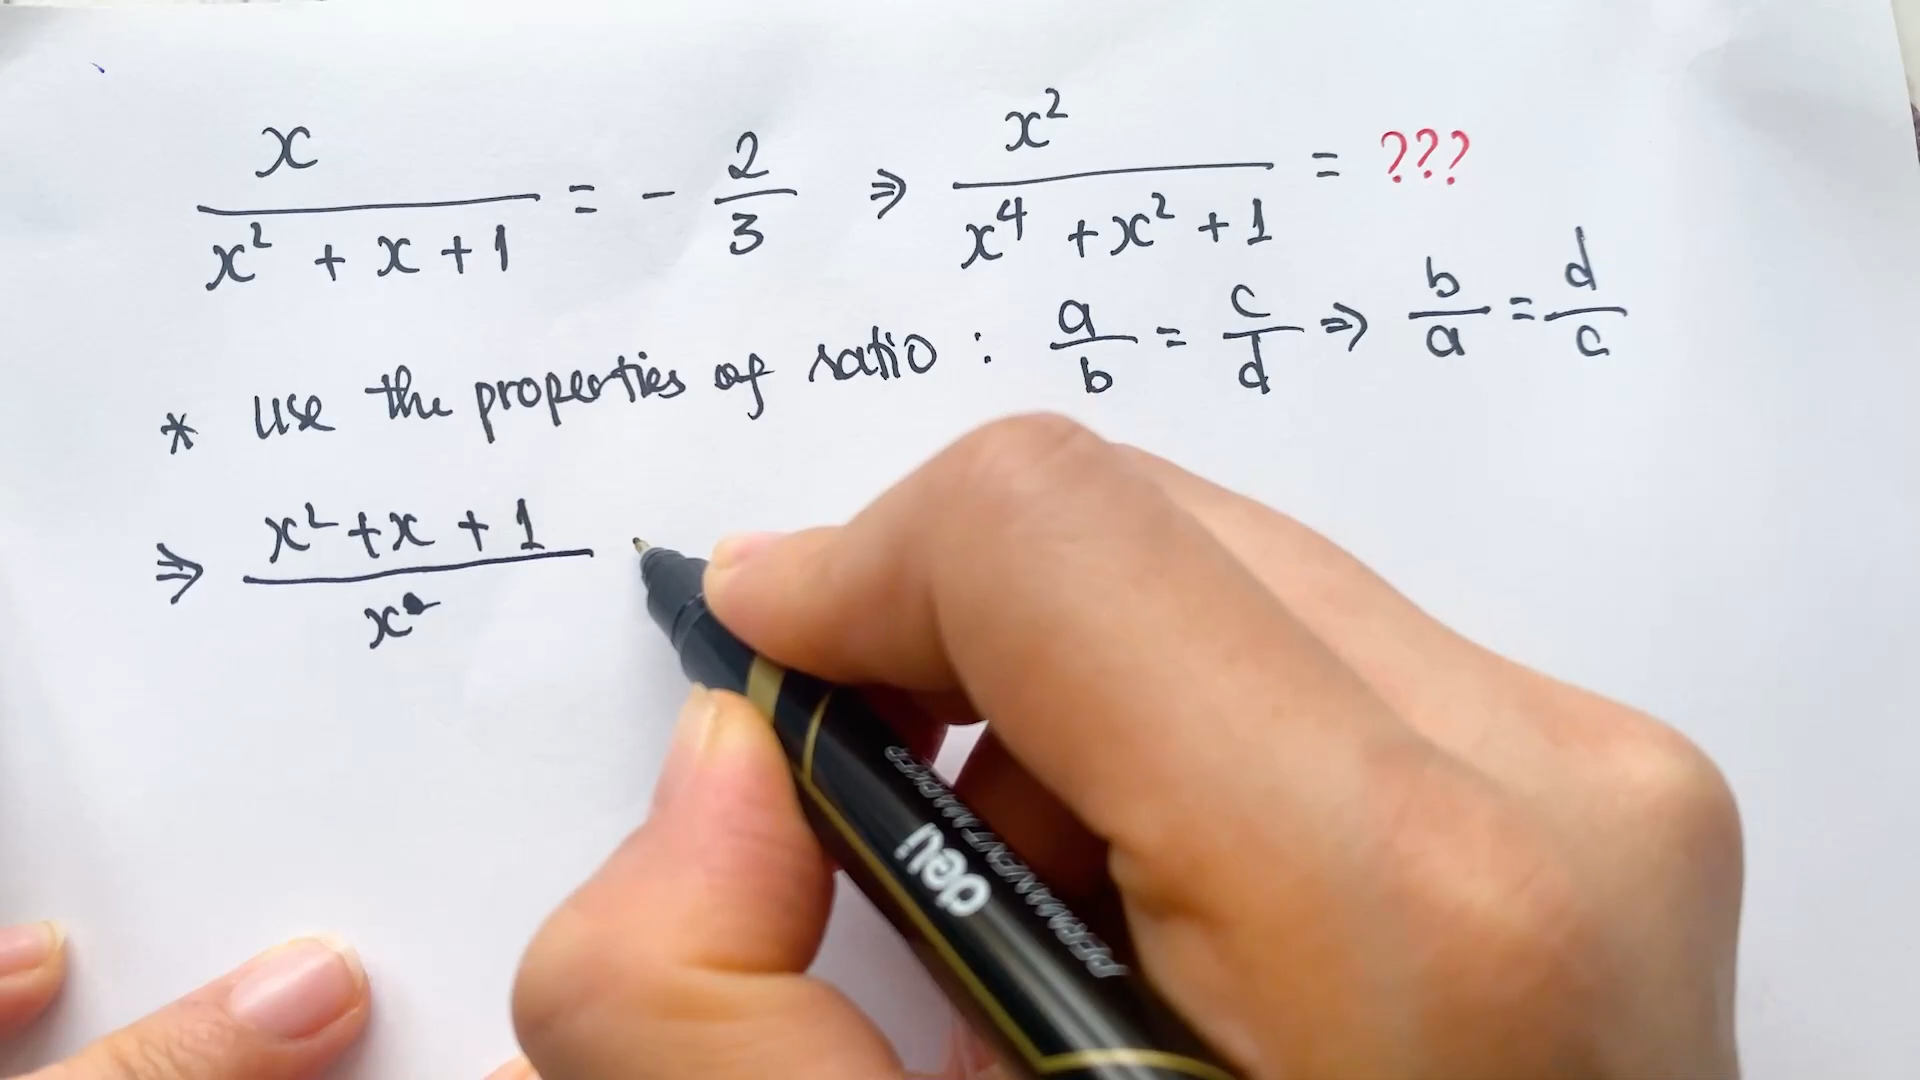 x / (x² + x + 1) = - 2/3 ⇒ x² / (x⁴ + x² + 1) = ???
* use the properties of ratio : a/b = c/d ⇒ b/a = d/c
⇒ (x² + x + 1) / x
deli PERMANENT MARKER